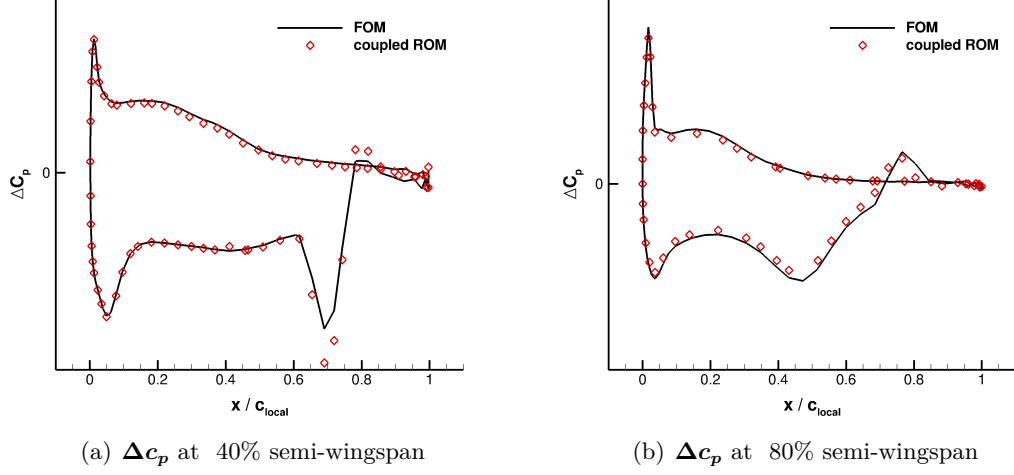 FOM
coupled ROM
ΔCp
0
0 0.2 0.4 0.6 0.8 1
x / clocal
(a) Δcp at 40% semi-wingspan
FOM
coupled ROM
ΔCp
0
0 0.2 0.4 0.6 0.8 1
x / clocal
(b) Δcp at 80% semi-wingspan